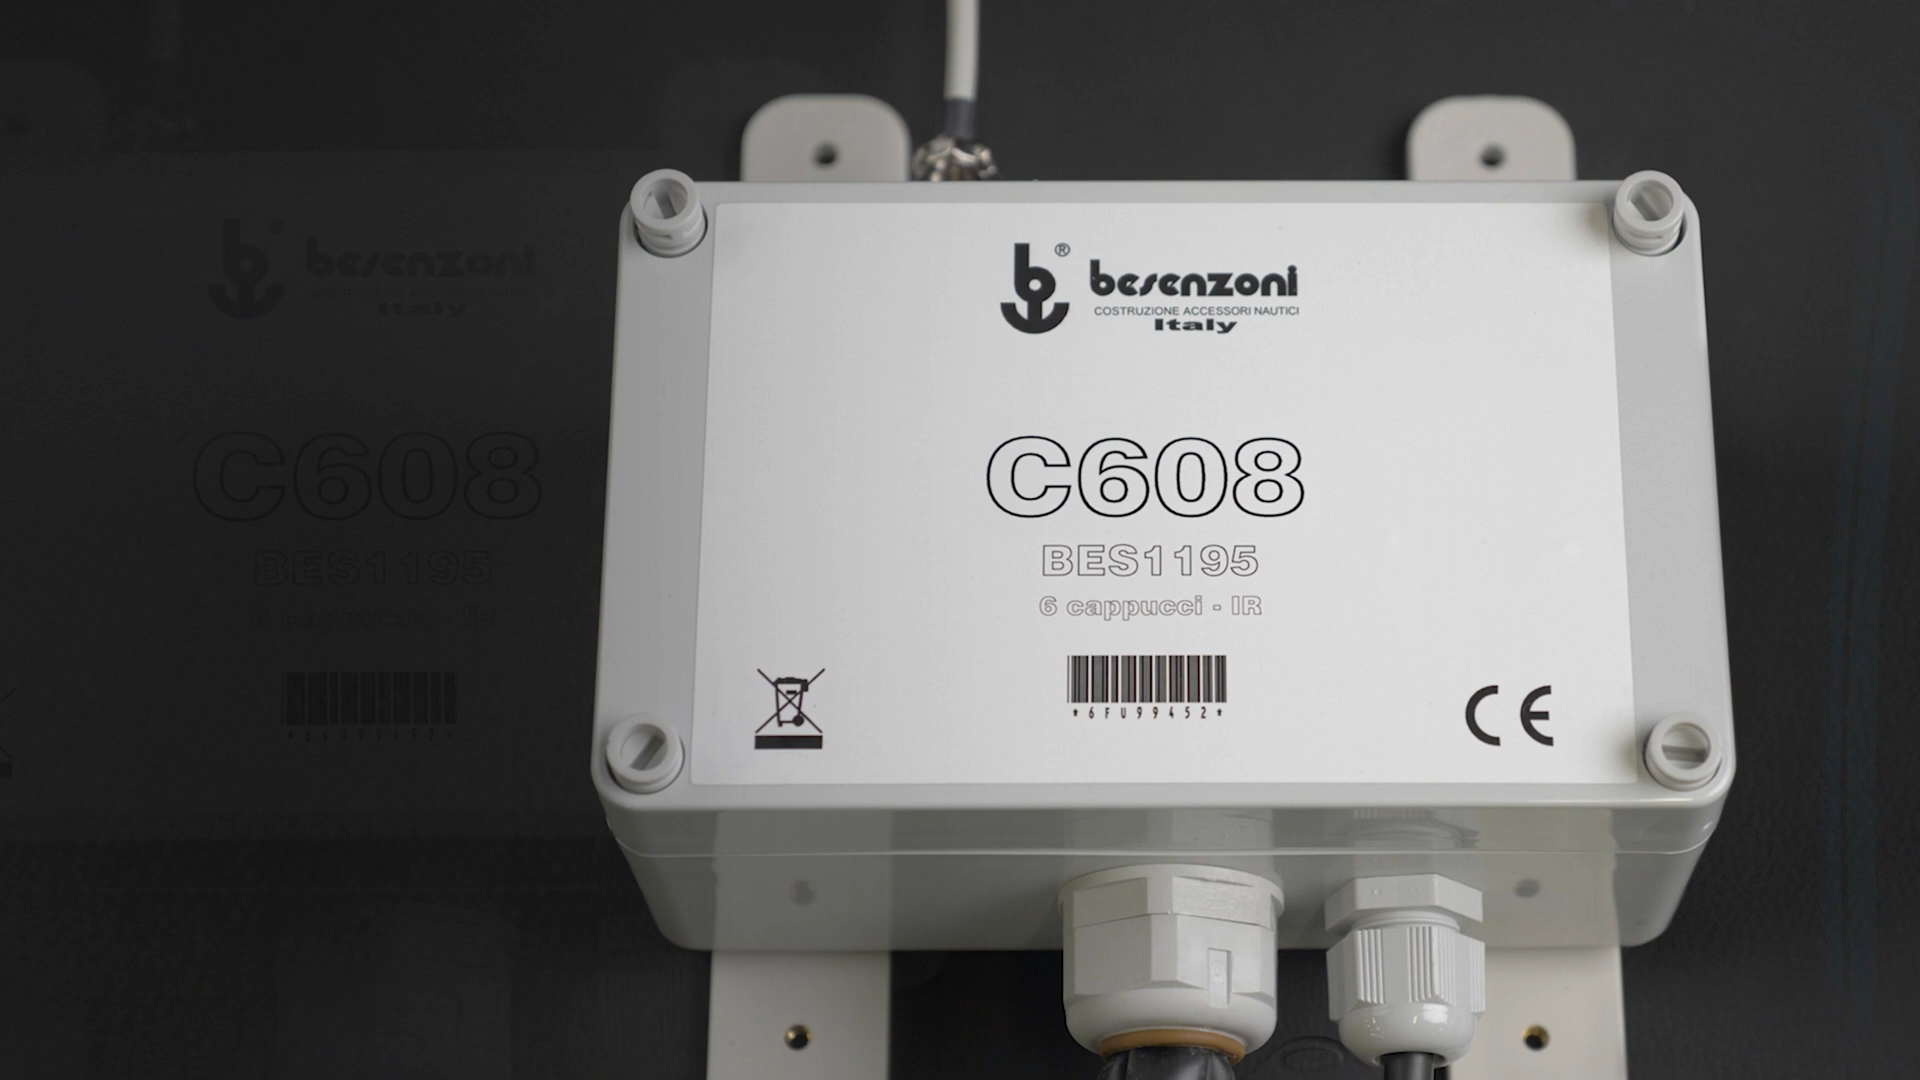 b®
besenzoni
COSTRUZIONE ACCESSORI NAUTICI
Italy
C608
BES1195
6 cappucci - IR
*6FU99452*
CE